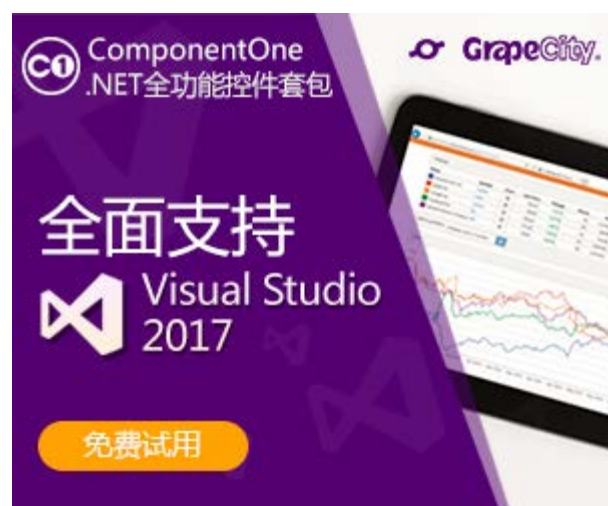 C1 ComponentOne
.NET全功能控件套包
GrapeCity.
全面支持
Visual Studio
2017
免费试用